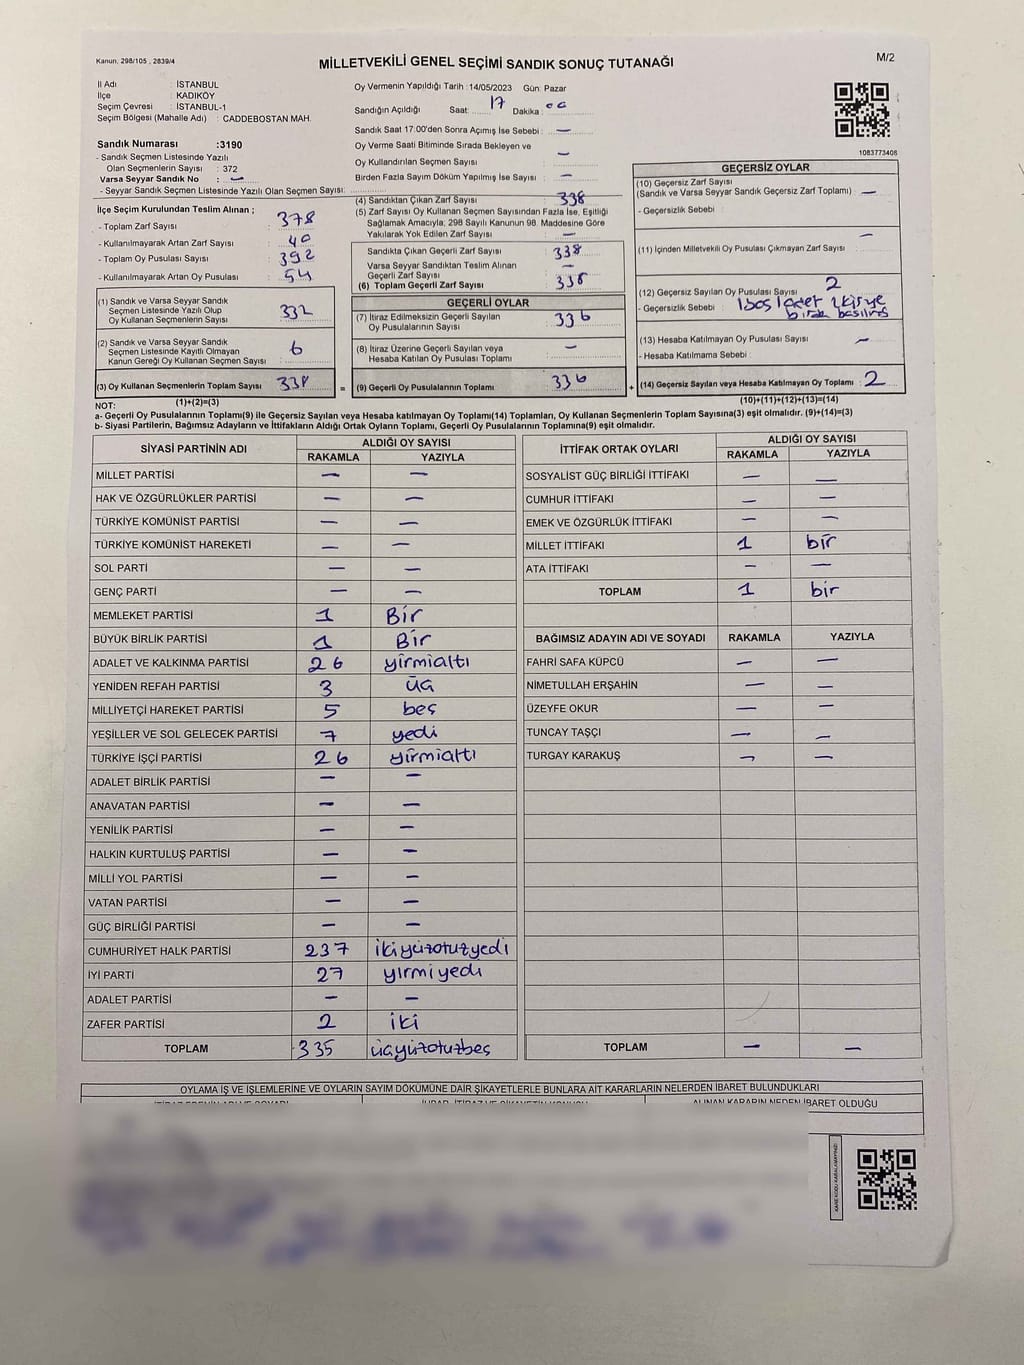 Kanun. 298/105 , 2839/4
MİLLETVEKİLİ GENEL SEÇİMİ SANDIK SONUÇ TUTANAĞI
M/2
İl Adı : İSTANBUL
İlçe : KADIKÖY
Seçim Çevresi : İSTANBUL-1
Seçim Bölgesi (Mahalle Adı) : CADDEBOSTAN MAH.
Sandık Numarası :3190
- Sandık Seçmen Listesinde Yazılı
Olan Seçmenlerin Sayısı : 372
Varsa Seyyar Sandık No : —
- Seyyar Sandık Seçmen Listesinde Yazılı Olan Seçmen Sayısı:
Oy Vermenin Yapıldığı Tarih : 14/05/2023 Gün: Pazar
Sandığın Açıldığı Saat: 17 Dakika : 00
Sandık Saat 17:00'den Sonra Açımış İse Sebebi : —
Oy Verme Saati Bitiminde Sırada Bekleyen ve
Oy Kullandırılan Seçmen Sayısı : —
Birden Fazla Sayım Döküm Yapılmış İse Sayısı : —
1083773406
İlçe Seçim Kurulundan Teslim Alınan ;
- Toplam Zarf Sayısı : 378
- Kullanılmayarak Artan Zarf Sayısı : 40
- Toplam Oy Pusulası Sayısı : 392
- Kullanılmayarak Artan Oy Pusulası : 54
(1) Sandık ve Varsa Seyyar Sandık
Seçmen Listesinde Yazılı Olup
Oy Kullanan Seçmenlerin Sayısı : 332
(2) Sandık ve Varsa Seyyar Sandık
Seçmen Listesinde Kayıtlı Olmayan
Kanun Gereği Oy Kullanan Seçmen Sayısı : 6
(3) Oy Kullanan Seçmenlerin Toplam Sayısı : 338
(1)+(2)=(3)
(4) Sandıktan Çıkan Zarf Sayısı : 338
(5) Zarf Sayısı Oy Kullanan Seçmen Sayısından Fazla İse, Eşitliği
Sağlamak Amacıyla; 298 Sayılı Kanunun 98. Maddesine Göre
Yakılarak Yok Edilen Zarf Sayısı : —
Sandıkta Çıkan Geçerli Zarf Sayısı : 338
Varsa Seyyar Sandıktan Teslim Alınan
Geçerli Zarf Sayısı : —
(6) Toplam Geçerli Zarf Sayısı : 338
GEÇERLİ OYLAR
(7) İtiraz Edilmeksizin Geçerli Sayılan
Oy Pusulalarının Sayısı : 336
(8) İtiraz Üzerine Geçerli Sayılan veya
Hesaba Katılan Oy Pusulası Toplamı : —
= (9) Geçerli Oy Pusulalarının Toplamı : 336
GEÇERSİZ OYLAR
(10) Geçersiz Zarf Sayısı
(Sandık ve Varsa Seyyar Sandık Geçersiz Zarf Toplamı) : —
- Geçersizlik Sebebi : —
(11) İçinden Milletvekili Oy Pusulası Çıkmayan Zarf Sayısı :
(12) Geçersiz Sayılan Oy Pusulası Sayısı : 2
- Geçersizlik Sebebi :
(13) Hesaba Katılmayan Oy Pusulası Sayısı : —
- Hesaba Katılmama Sebebi :
+ (14) Geçersiz Sayılan veya Hesaba Katılmayan Oy Toplamı : 2
(10)+(11)+(12)+(13)=(14)
NOT:
a- Geçerli Oy Pusulalarının Toplamı(9) ile Geçersiz Sayılan veya Hesaba katılmayan Oy Toplamı(14) Toplamları, Oy Kullanan Seçmenlerin Toplam Sayısına(3) eşit olmalıdır. (9)+(14)=(3)
b- Siyasi Partilerin, Bağımsız Adayların ve İttifakların Aldığı Ortak Oyların Toplamı, Geçerli Oy Pusulalarının Toplamına(9) eşit olmalıdır.
SİYASİ PARTİNİN ADI ALDIĞI OY SAYISI
RAKAMLA YAZIYLA
MİLLET PARTİSİ — —
HAK VE ÖZGÜRLÜKLER PARTİSİ — —
TÜRKİYE KOMÜNİST PARTİSİ — —
TÜRKİYE KOMÜNİST HAREKETİ — —
SOL PARTİ — —
GENÇ PARTİ — —
MEMLEKET PARTİSİ 1 Bir
BÜYÜK BİRLİK PARTİSİ 1 Bir
ADALET VE KALKINMA PARTİSİ 26 yirmialtı
YENİDEN REFAH PARTİSİ 3 üç
MİLLİYETÇİ HAREKET PARTİSİ 5 beş
YEŞİLLER VE SOL GELECEK PARTİSİ 7 yedi
TÜRKİYE İŞÇİ PARTİSİ 26 yirmialtı
ADALET BİRLİK PARTİSİ — —
ANAVATAN PARTİSİ — —
YENİLİK PARTİSİ — —
HALKIN KURTULUŞ PARTİSİ — —
MİLLİ YOL PARTİSİ — —
VATAN PARTİSİ — —
GÜÇ BİRLİĞİ PARTİSİ — —
CUMHURİYET HALK PARTİSİ 237 ikiyüzotuzyedi
İYİ PARTİ 27 yirmiyedi
ADALET PARTİSİ — —
ZAFER PARTİSİ 2 iki
TOPLAM 335 üçyüzotuzbeş
İTTİFAK ORTAK OYLARI ALDIĞI OY SAYISI
RAKAMLA YAZIYLA
SOSYALİST GÜÇ BİRLİĞİ İTTİFAKI — —
CUMHUR İTTİFAKI — —
EMEK VE ÖZGÜRLÜK İTTİFAKI — —
MİLLET İTTİFAKI 1 bir
ATA İTTİFAKI — —
TOPLAM 1 bir
BAĞIMSIZ ADAYIN ADI VE SOYADI RAKAMLA YAZIYLA
FAHRİ SAFA KÜPCÜ — —
NİMETULLAH ERŞAHİN — —
ÜZEYFE OKUR — —
TUNCAY TAŞÇI — —
TURGAY KARAKUŞ — —
TOPLAM — —
OYLAMA İŞ VE İŞLEMLERİNE VE OYLARIN SAYIM DÖKÜMÜNE DAİR ŞİKAYETLERLE BUNLARA AİT KARARLARIN NELERDEN İBARET BULUNDUKLARI
ALINAN KARARIN NEDEN İBARET OLDUĞU